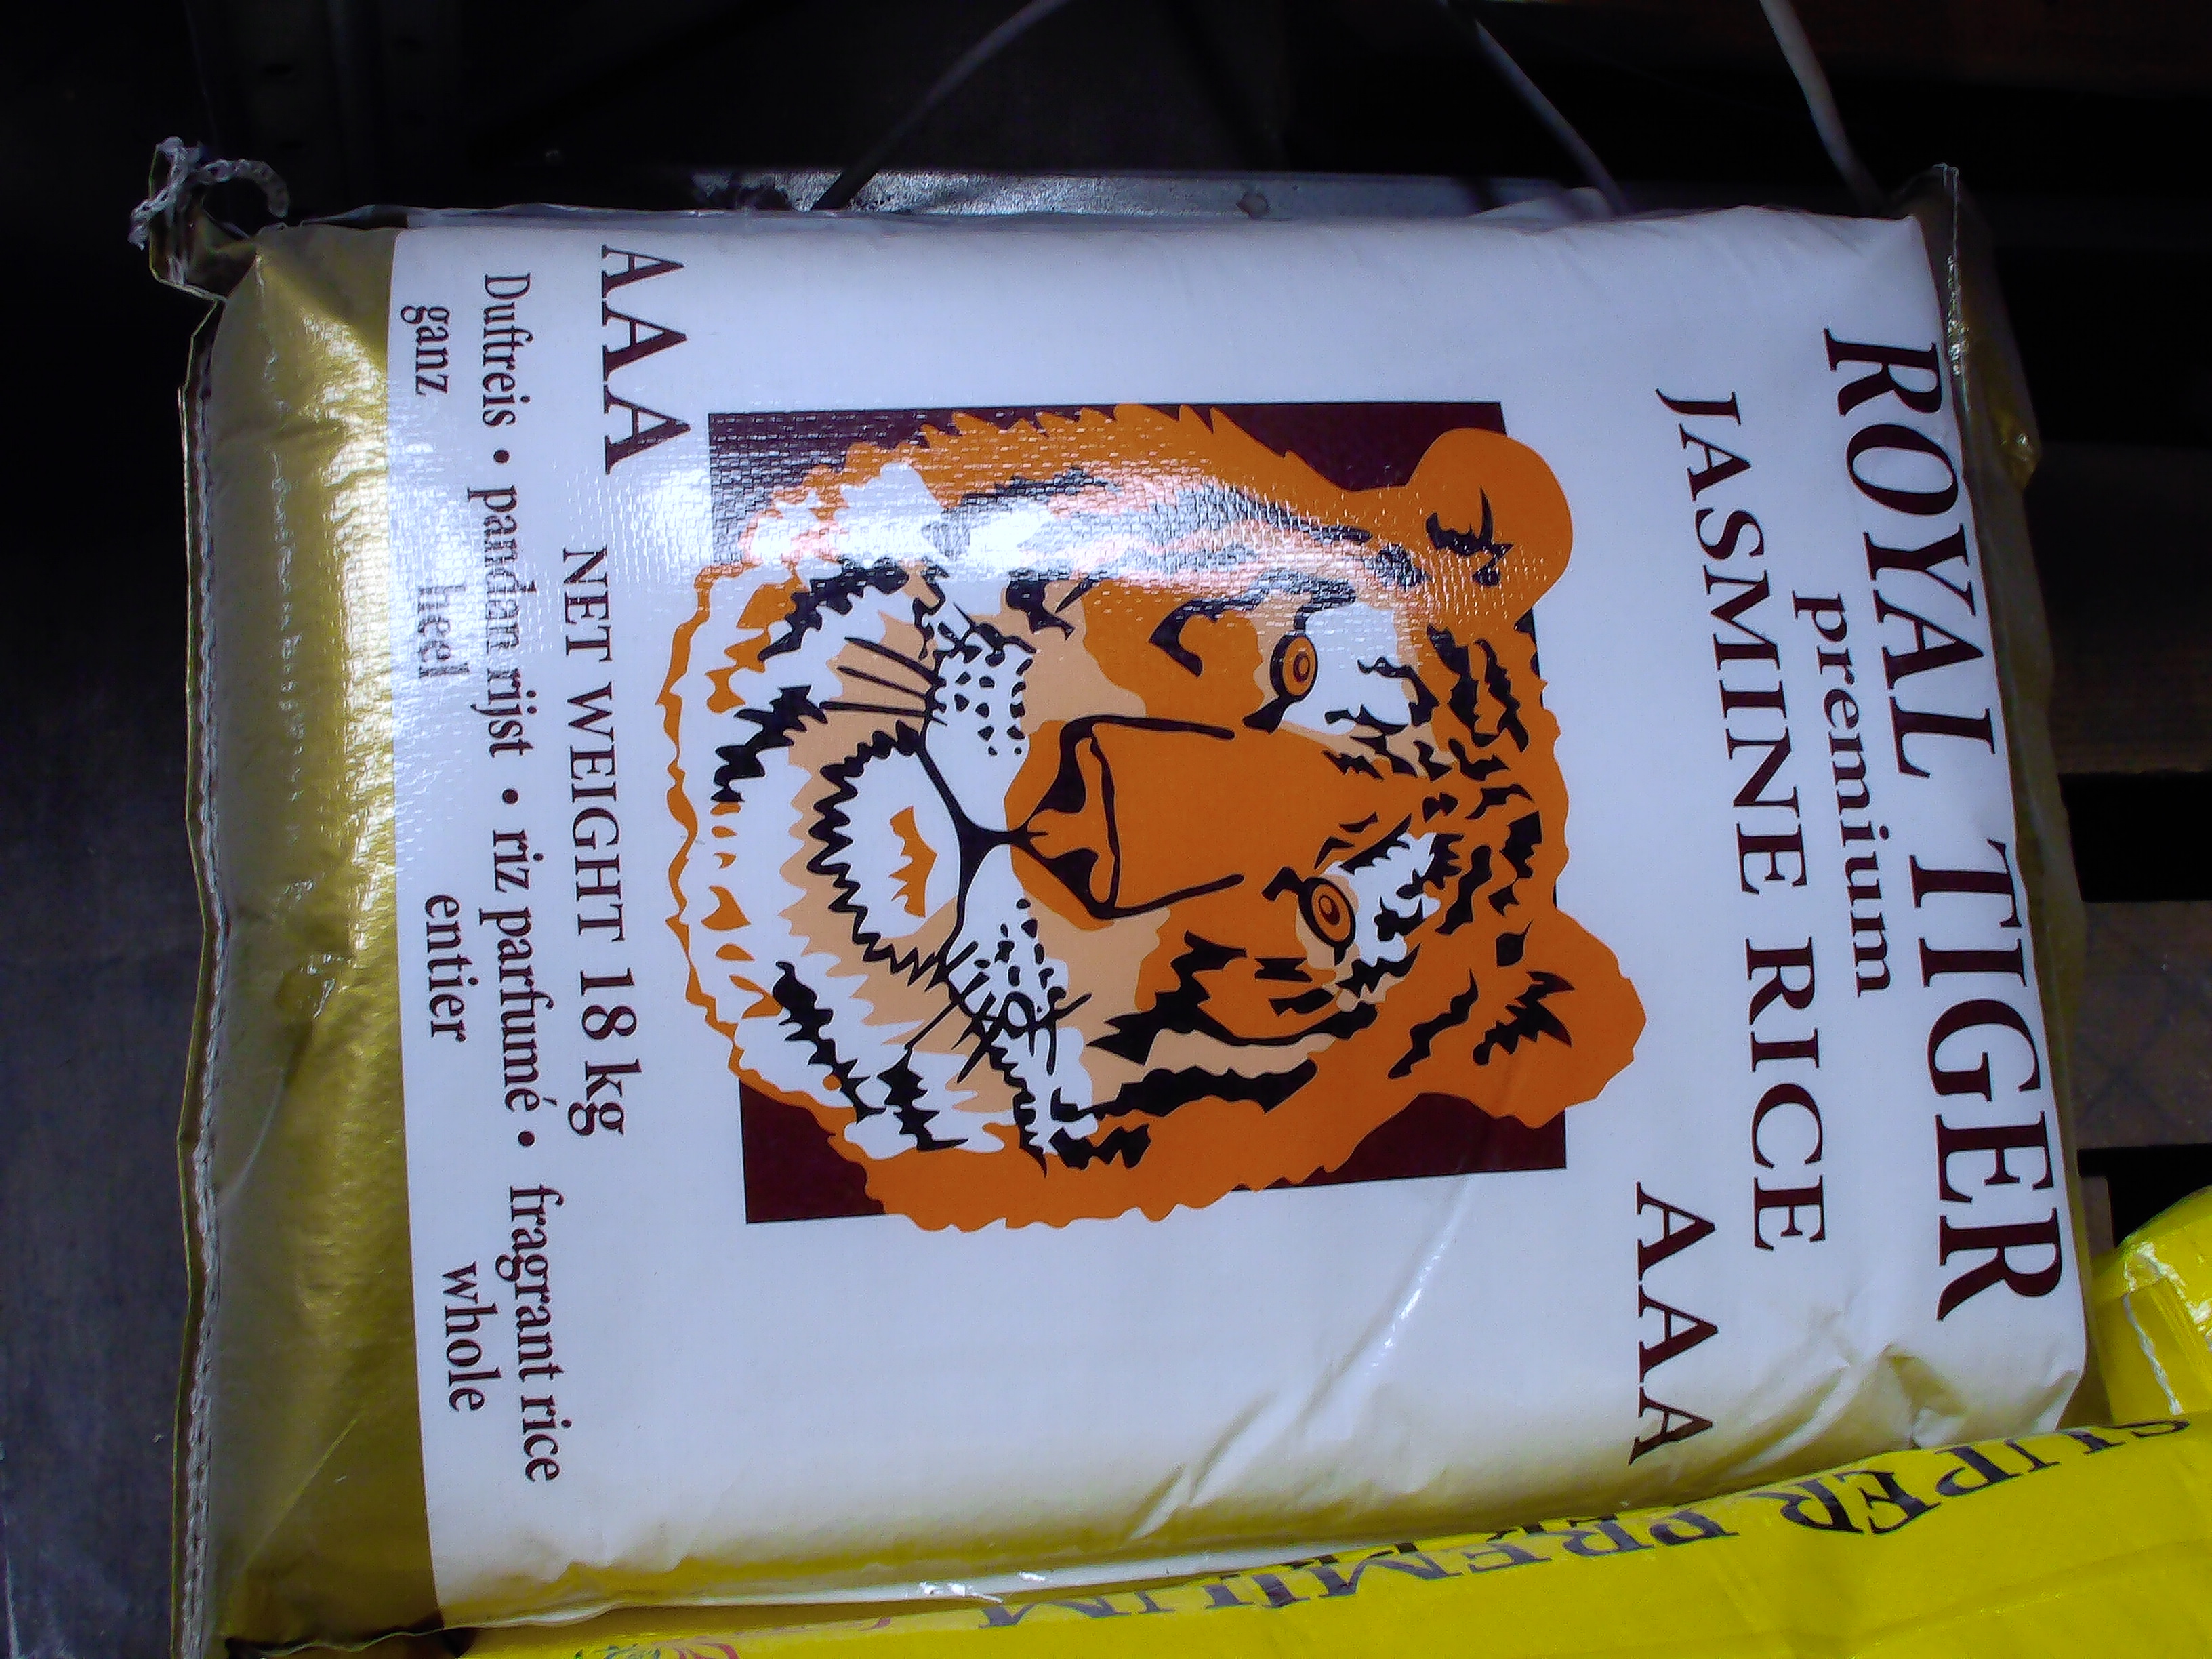 ROYAL TIGER
premium
JASMINE RICE
AAA
AAA
NET WEIGHT 18 kg
Duftreis • pandan rijst • riz parfumé • fragrant rice
ganz heel entier whole
SUPER PREMIUM